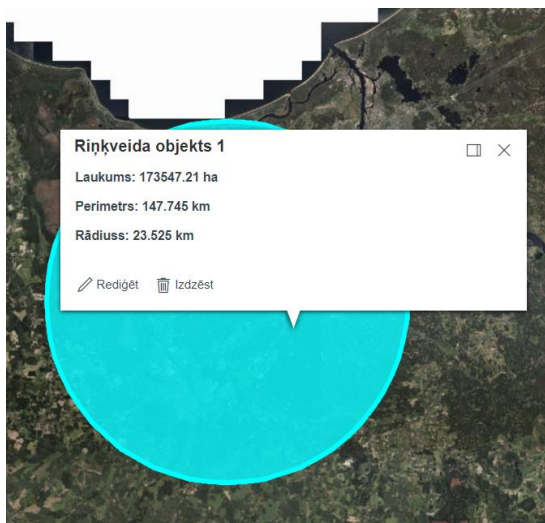 Riņķveida objekts 1
Laukums: 173547.21 ha
Perimetrs: 147.745 km
Rādiuss: 23.525 km
Rediģēt Izdzēst